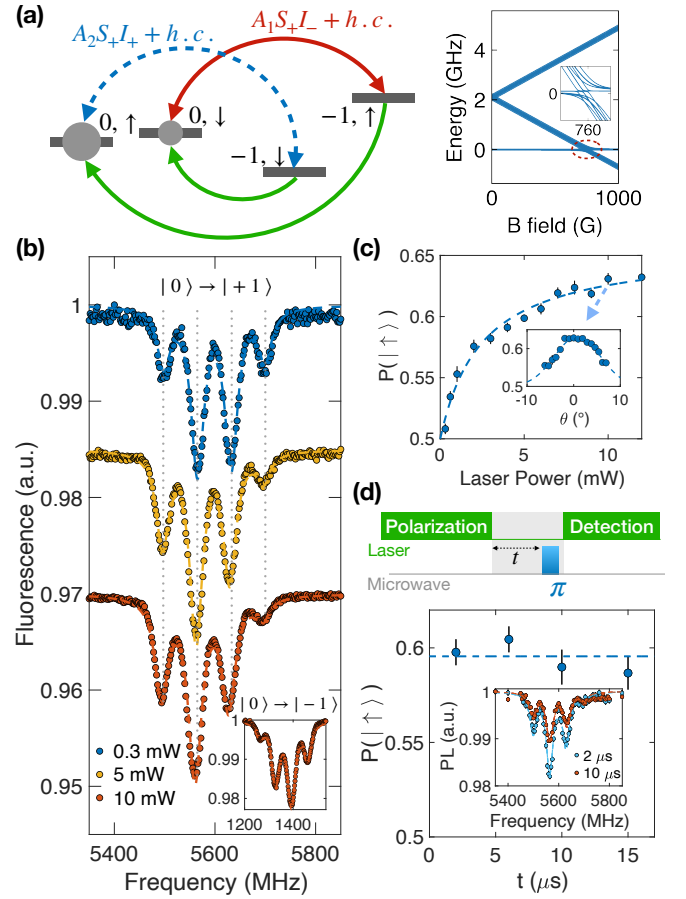 (a)
A₂S₊I₊ + h.c.
A₁S₊I₋ + h.c.
0, ↑
0, ↓
−1, ↑
−1, ↓
Energy (GHz)
4
2
0
0
760
0
1000
B field (G)
(b)
| 0 ⟩ → | +1 ⟩
1
0.99
0.98
0.97
0.96
0.95
Fluorescence (a.u.)
0.3 mW
5 mW
10 mW
| 0 ⟩ → | −1 ⟩
1
0.99
0.98
1200
1400
5400
5600
5800
Frequency (MHz)
(c)
P(| ↑ ⟩)
0.65
0.6
0.55
0.5
0.6
0.5
-10
0
10
θ (°)
0
5
10
Laser Power (mW)
(d)
Polarization
Detection
Laser
t
Microwave
π
P(| ↑ ⟩)
0.6
0.55
0.5
PL (a.u.)
1
0.99
0.98
2 μs
10 μs
5400
5600
5850
Frequency (MHz)
0
5
10
15
t (μs)